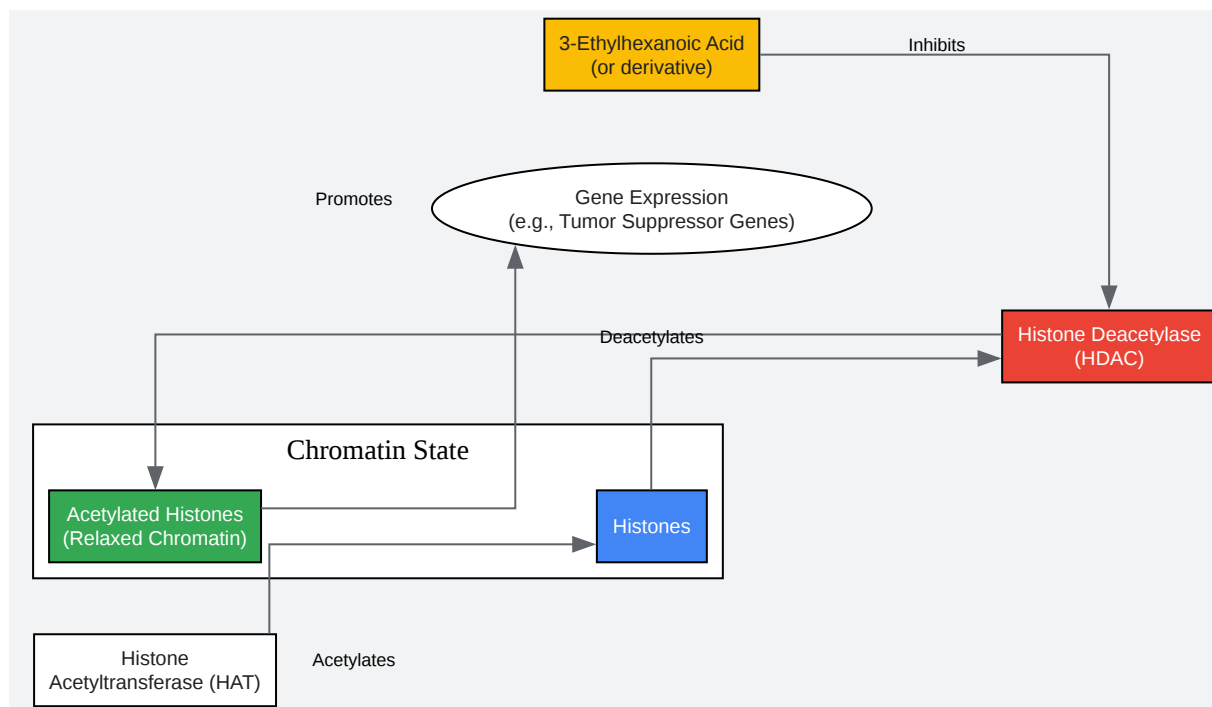 3-Ethylhexanoic Acid
(or derivative)
Inhibits
Promotes
Gene Expression
(e.g., Tumor Suppressor Genes)
Deacetylates
Histone Deacetylase
(HDAC)
Chromatin State
Acetylated Histones
(Relaxed Chromatin)
Histones
Histone
Acetyltransferase (HAT)
Acetylates